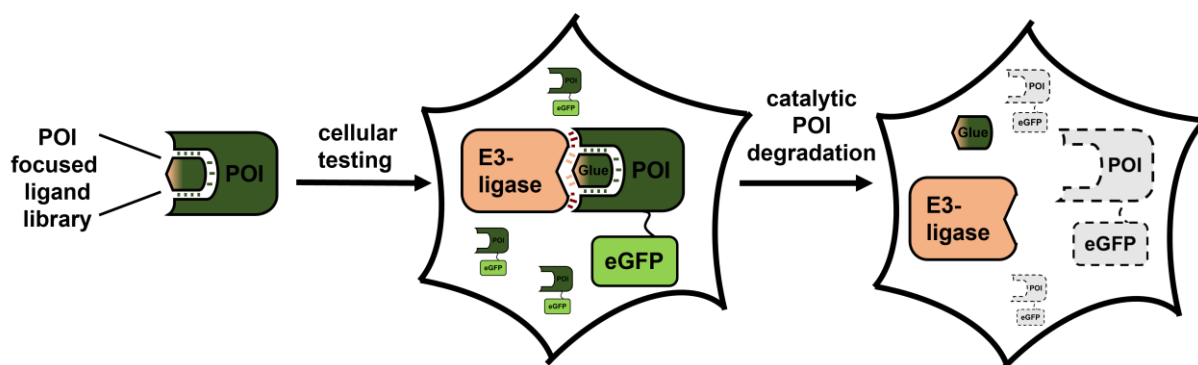 POI
focused
ligand
library
POI
cellular
testing
POI
eGFP
E3-
ligase
Glue
POI
eGFP
POI
eGFP
POI
eGFP
catalytic
POI
degradation
POI
eGFP
Glue
POI
E3-
ligase
eGFP
POI
eGFP